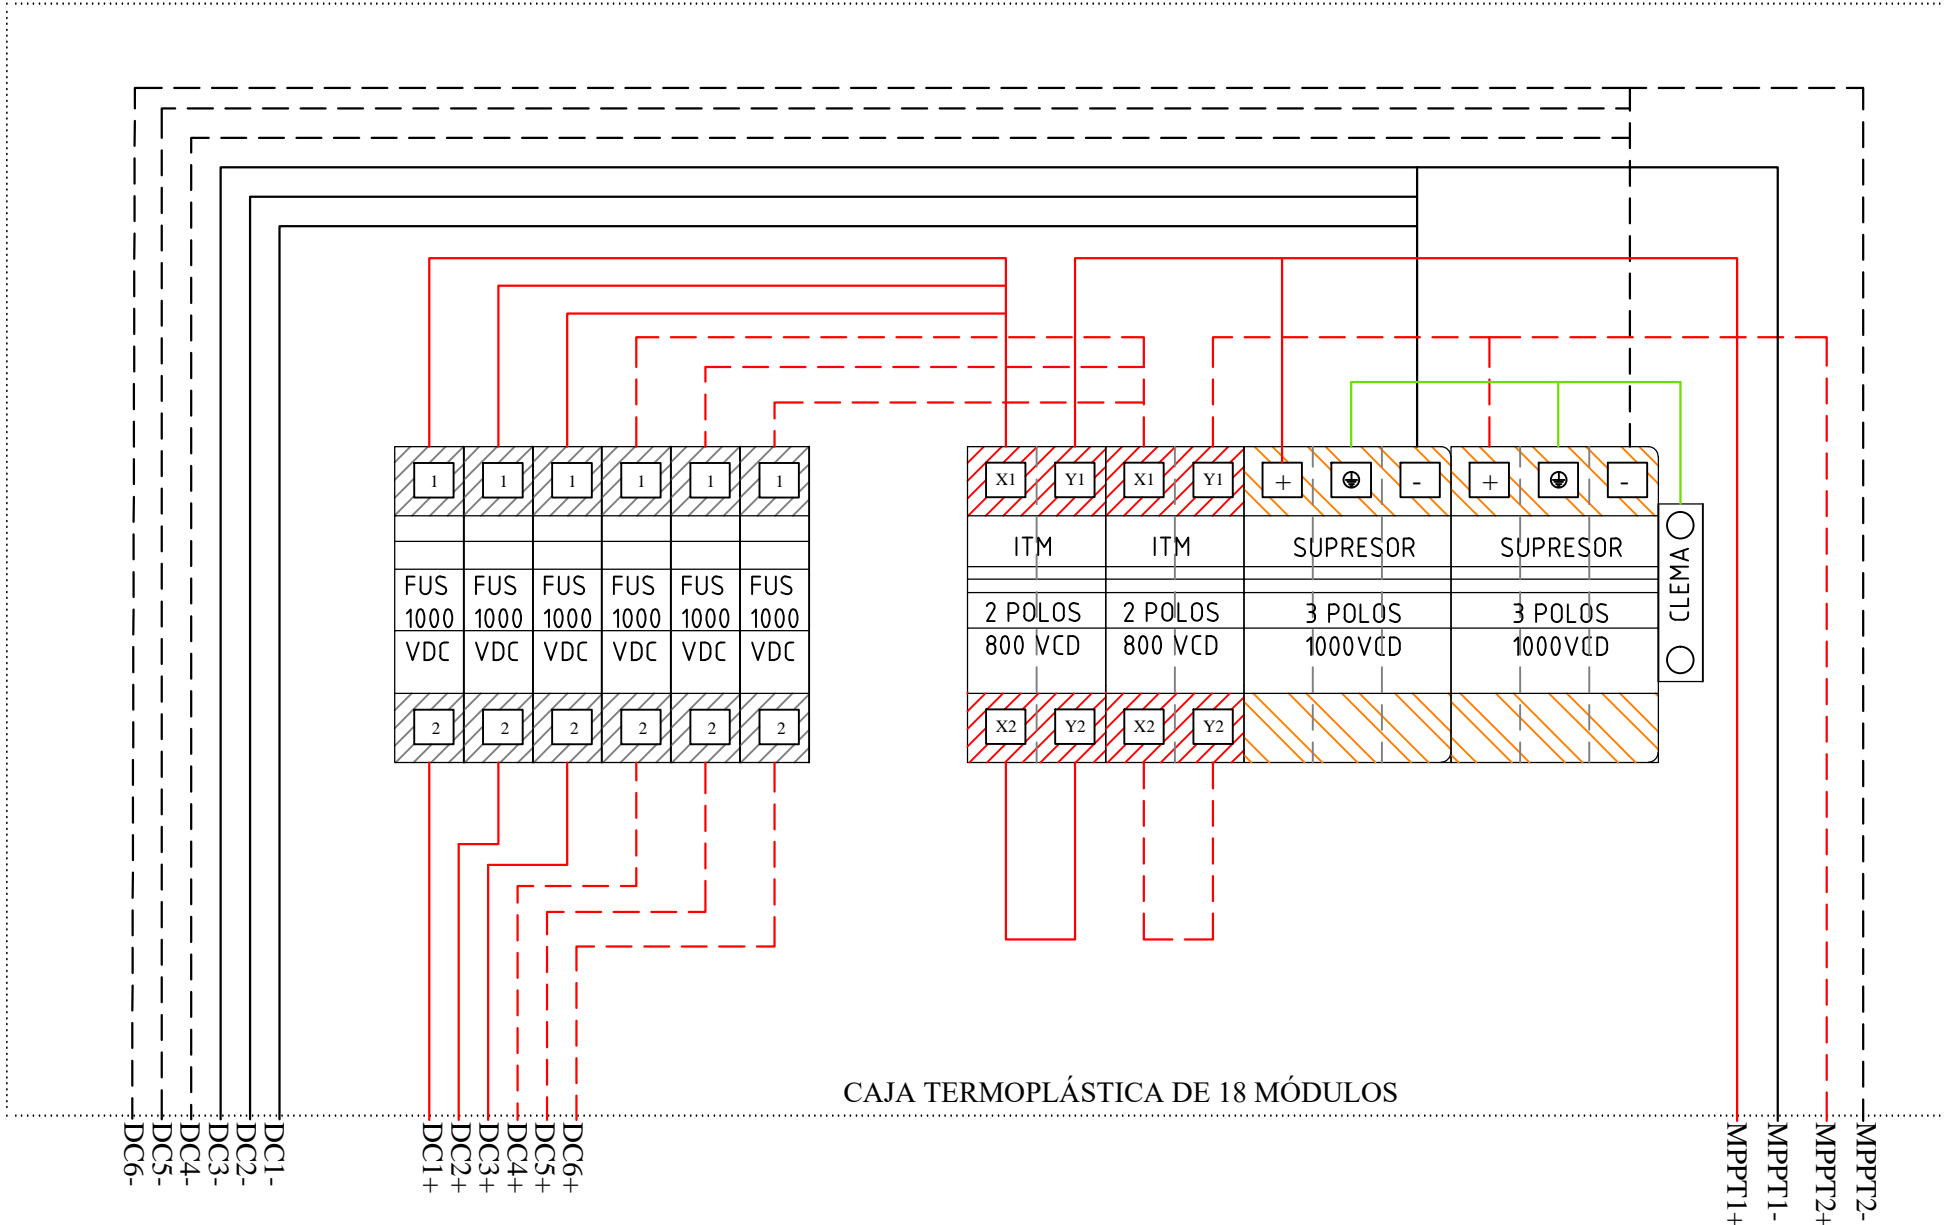 1 1 1 1 1 1
X1 Y1 X1 Y1 + - + -
ITM ITM SUPRESOR SUPRESOR
CLEMA
FUS FUS FUS FUS FUS FUS
1000 1000 1000 1000 1000 1000
VDC VDC VDC VDC VDC VDC
2 POLOS 2 POLOS 3 POLOS 3 POLOS
800 VCD 800 VCD 1000VCD 1000VCD
2 2 2 2 2 2
X2 Y2 X2 Y2
CAJA TERMOPLÁSTICA DE 18 MÓDULOS
DC6-
DC5-
DC4-
DC3-
DC2-
DC1-
DC1+
DC2+
DC3+
DC4+
DC5+
DC6+
MPPT1+
MPPT1-
MPPT2+
MPPT2-